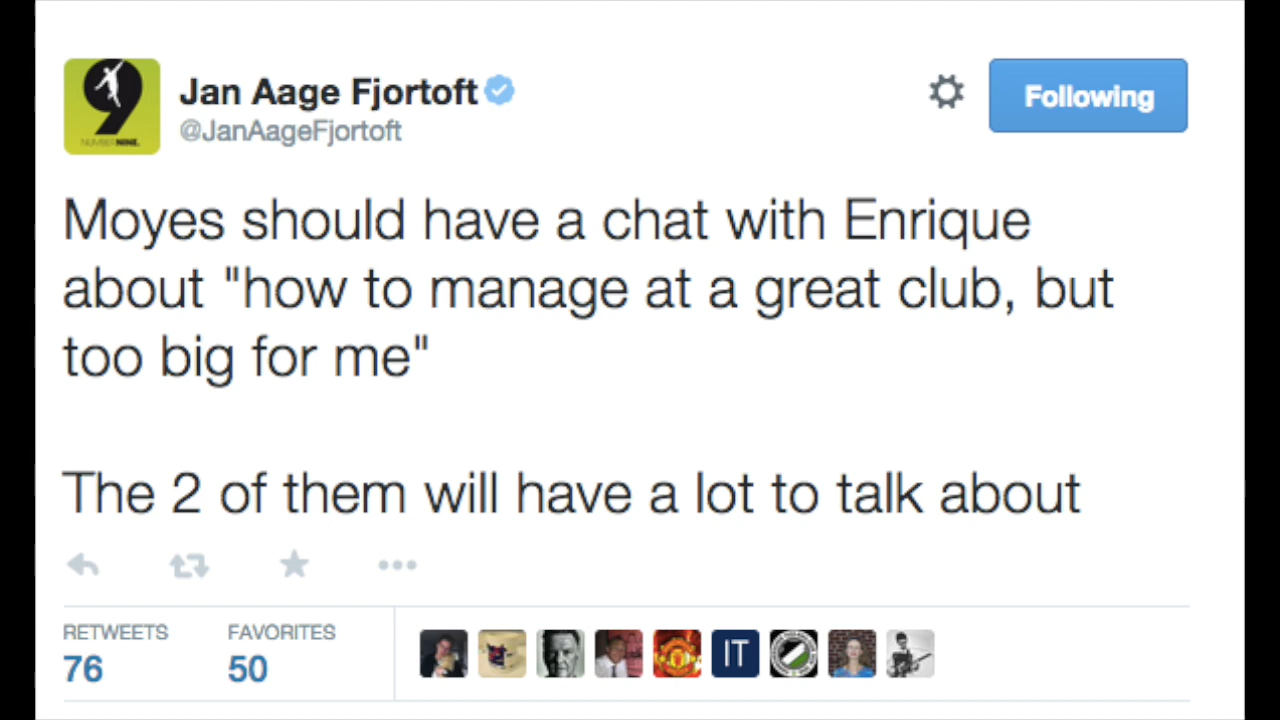 Jan Aage Fjortoft
@JanAageFjortoft
Following
NUMBER NINE.
Moyes should have a chat with Enrique
about "how to manage at a great club, but
too big for me"
The 2 of them will have a lot to talk about
RETWEETS
FAVORITES
76
50
IT